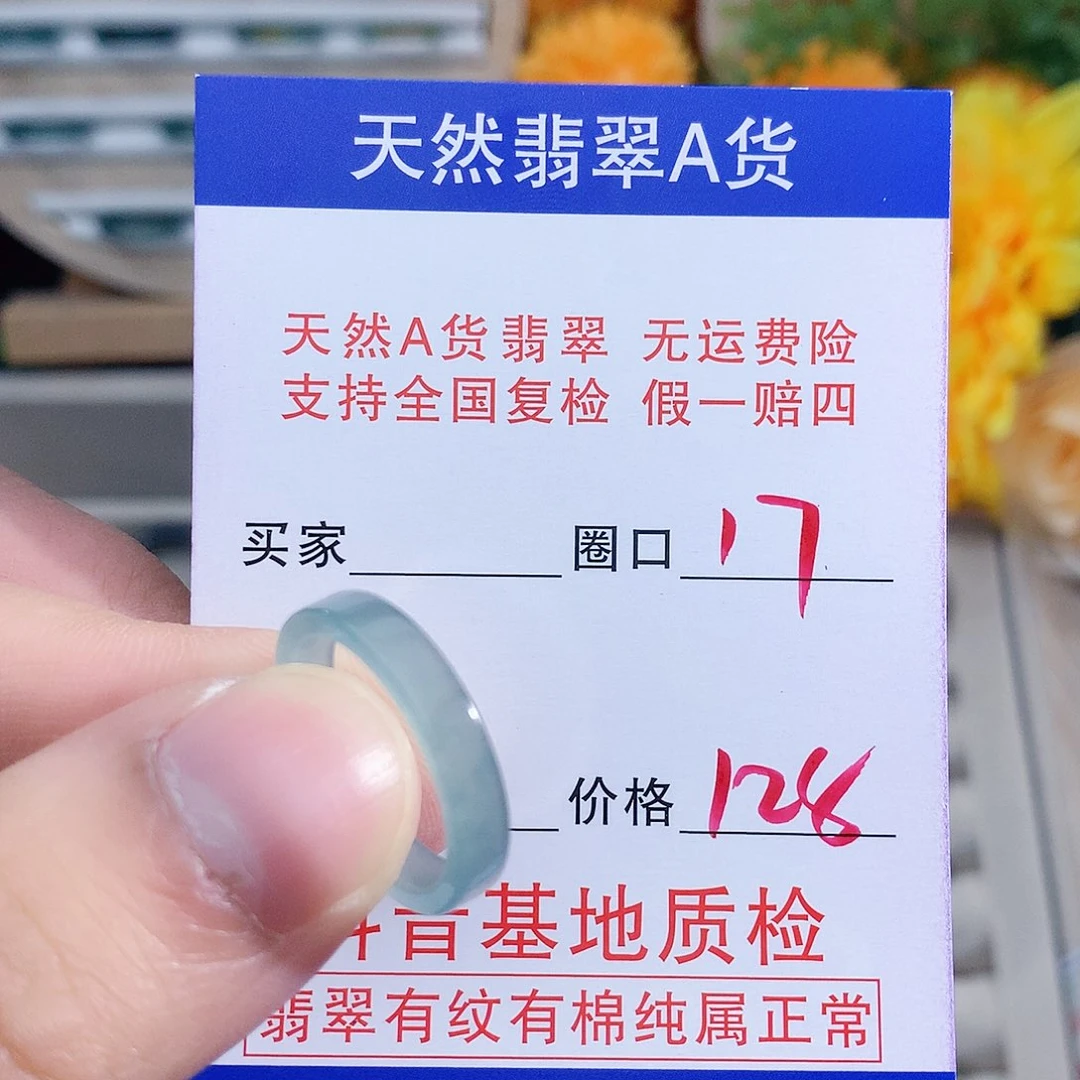 天然翡翠A货
天然A货翡翠 无运费险
支持全国复检 假一赔四
买家 圈口 17
价格 128
音基地质检
翡翠有纹有棉纯属正常